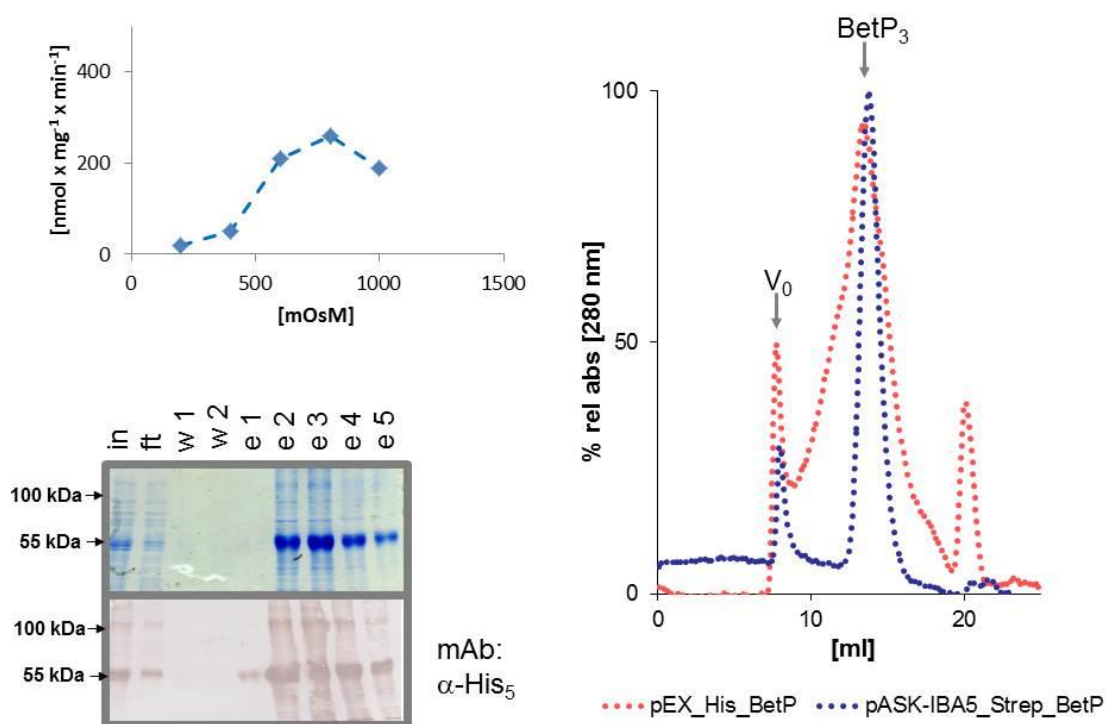 [nmol x mg⁻¹ x min⁻¹]
400
200
0
0 500 1000 1500
[mOsM]
in ft w 1 w 2 e 1 e 2 e 3 e 4 e 5
100 kDa
55 kDa
100 kDa
55 kDa
mAb:
α-His₅
BetP₃
V₀
% rel abs [280 nm]
100
50
0
0 10 20
[ml]
pEX_His_BetP pASK-IBA5_Strep_BetP